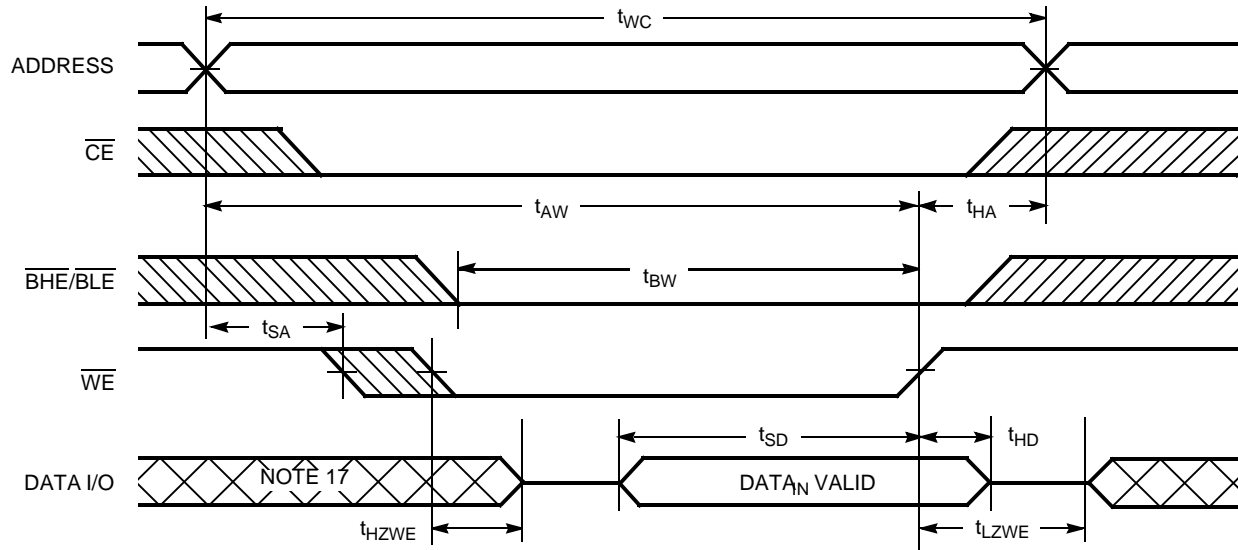 tWC
ADDRESS
CE
tAW
tHA
BHE/BLE
tBW
tSA
WE
tSD
tHD
DATA I/O
NOTE 17
DATAIN VALID
tHZWE
tLZWE